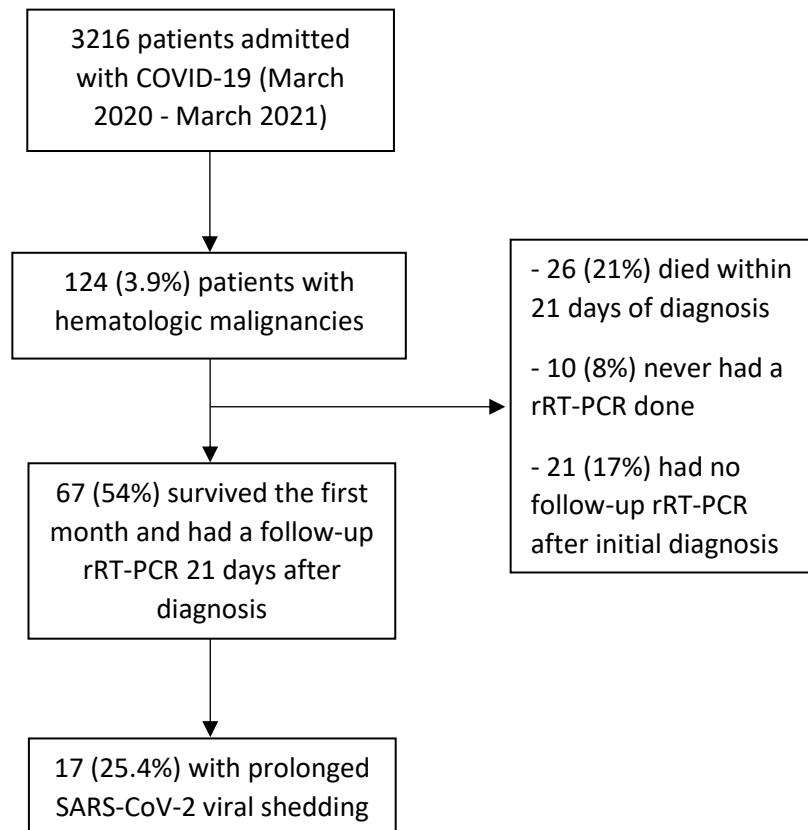 3216 patients admitted
with COVID-19 (March
2020 - March 2021)
124 (3.9%) patients with
hematologic malignancies
- 26 (21%) died within
21 days of diagnosis
- 10 (8%) never had a
rRT-PCR done
- 21 (17%) had no
follow-up rRT-PCR
after initial diagnosis
67 (54%) survived the first
month and had a follow-up
rRT-PCR 21 days after
diagnosis
17 (25.4%) with prolonged
SARS-CoV-2 viral shedding